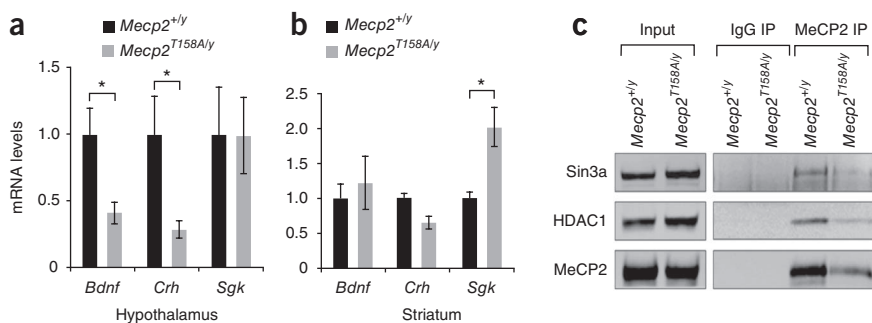 a
Mecp2+/y
Mecp2T158A/y
mRNA levels
1.5
1.0
0.5
0
*
*
Bdnf Crh Sgk
Hypothalamus
b
Mecp2+/y
Mecp2T158A/y
2.5
2.0
1.5
1.0
0.5
0
*
Bdnf Crh Sgk
Striatum
c
Input IgG IP MeCP2 IP
Mecp2+/y Mecp2T158A/y Mecp2+/y Mecp2T158A/y Mecp2+/y Mecp2T158A/y
Sin3a
HDAC1
MeCP2